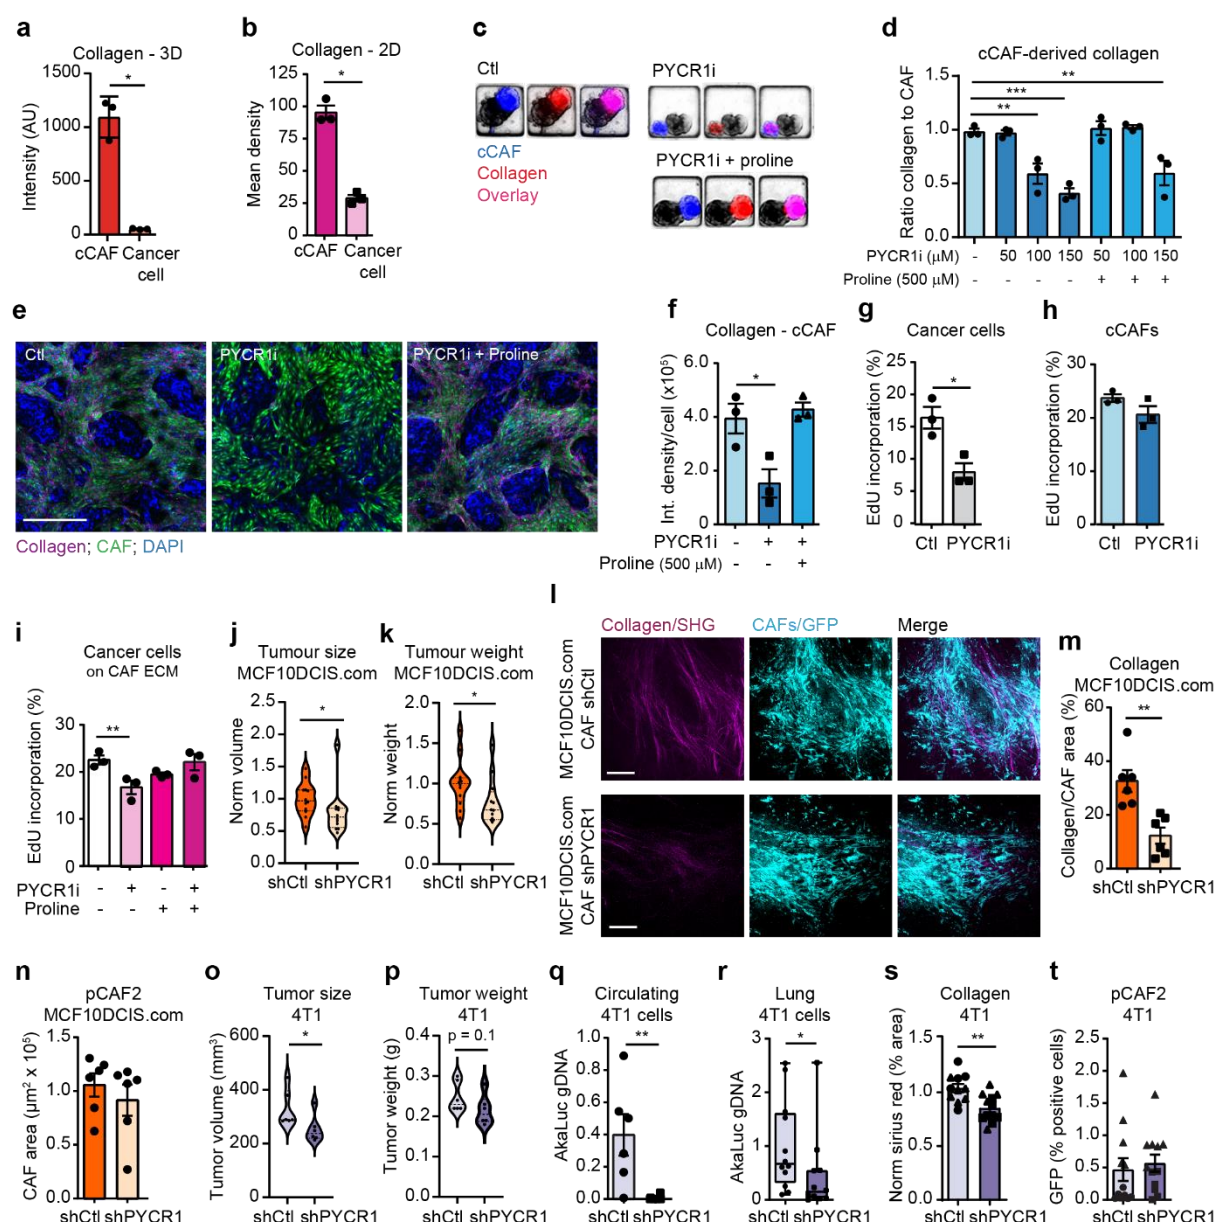 a
Collagen - 3D
Intensity (AU)
1500
1000
500
0
*
cCAF Cancer
cell
b
Collagen - 2D
Mean density
125
100
75
50
25
0
*
cCAF Cancer
cell
c
Ctl
PYCR1i
cCAF
Collagen
Overlay
PYCR1i + proline
d
cCAF-derived collagen
Ratio collagen to CAF
1.5
1.0
0.5
0.0
**
***
**
PYCR1i (µM) - 50 100 150 50 100 150
Proline (500 µM) - - - - + + +
e
Ctl
PYCR1i
PYCR1i + Proline
Collagen; CAF; DAPI
f
Collagen - cCAF
Int. density/cell (x10⁵)
6.0
4.0
2.0
0
*
PYCR1i - + +
Proline (500 µM) - - +
g
Cancer cells
EdU incorporation (%)
25
20
15
10
5
0
*
Ctl PYCR1i
h
cCAFs
EdU incorporation (%)
30
20
10
0
Ctl PYCR1i
i
Cancer cells
on CAF ECM
EdU incorporation (%)
30
20
10
0
**
PYCR1i - + - +
Proline - - + +
j
Tumour size
MCF10DCIS.com
Norm volume
2.5
2.0
1.5
1.0
0.5
0.0
*
shCtl shPYCR1
k
Tumour weight
MCF10DCIS.com
Norm weight
2.0
1.5
1.0
0.5
0.0
*
shCtl shPYCR1
l
Collagen/SHG
CAFs/GFP
Merge
MCF10DCIS.com
CAF shCtl
MCF10DCIS.com
CAF shPYCR1
m
Collagen
MCF10DCIS.com
Collagen/CAF area (%)
60
40
20
0
**
shCtl shPYCR1
n
pCAF2
MCF10DCIS.com
CAF area (µm² x 10⁵)
1.5
1.0
0.5
0.0
shCtl shPYCR1
o
Tumor size
4T1
Tumor volume (mm³)
600
400
200
0
*
shCtl shPYCR1
p
Tumor weight
4T1
Tumor weight (g)
0.4
0.3
0.2
0.1
0.0
p = 0.1
shCtl shPYCR1
q
Circulating
4T1 cells
AkaLuc gDNA
1.0
0.8
0.6
0.4
0.2
0.0
**
shCtl shPYCR1
r
Lung
4T1 cells
AkaLuc gDNA
3
2
1
0
*
shCtl shPYCR1
s
Collagen
4T1
Norm sirius red (% area)
1.5
1.0
0.5
0.0
**
shCtl shPYCR1
t
pCAF2
4T1
GFP (% positive cells)
2.5
2.0
1.5
1.0
0.5
0.0
shCtl shPYCR1